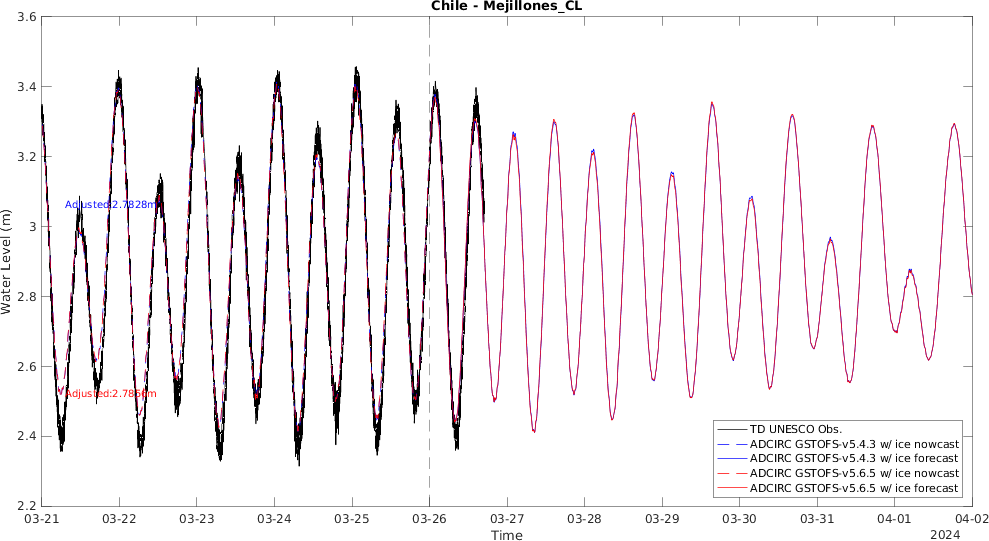 Chile - Mejillones_CL
3.6
3.4
3.2
3
2.8
2.6
2.4
2.2
Water Level (m)
Adjusted:2.7828m
Adjusted:2.7856m
TD UNESCO Obs.
ADCIRC GSTOFS-v5.4.3 w/ ice nowcast
ADCIRC GSTOFS-v5.4.3 w/ ice forecast
ADCIRC GSTOFS-v5.6.5 w/ ice nowcast
ADCIRC GSTOFS-v5.6.5 w/ ice forecast
03-21 03-22 03-23 03-24 03-25 03-26 03-27 03-28 03-29 03-30 03-31 04-01 04-02
Time
2024